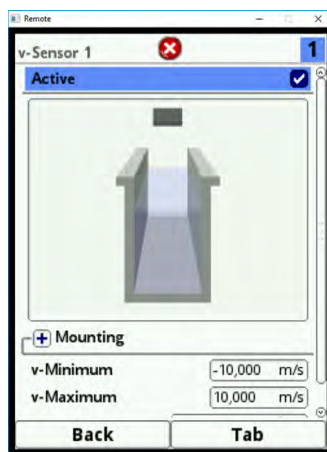 Remote
v-Sensor 1 1
Active
Mounting
v-Minimum -10,000 m/s
v-Maximum 10,000 m/s
Back Tab